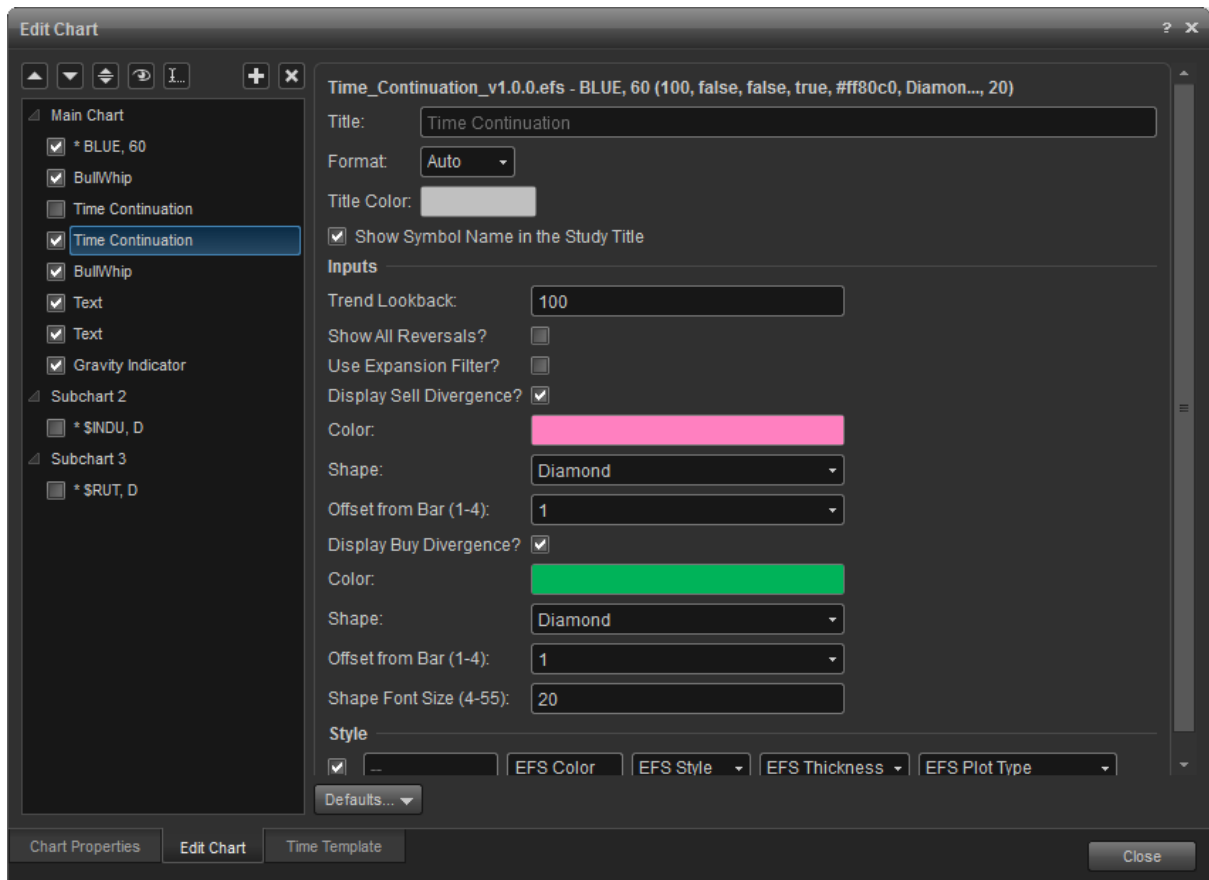 Edit Chart
? ×
I...
Main Chart
* BLUE, 60
BullWhip
Time Continuation
Time Continuation
BullWhip
Text
Text
Gravity Indicator
Subchart 2
* $INDU, D
Subchart 3
* $RUT, D
Time_Continuation_v1.0.0.efs - BLUE, 60 (100, false, false, true, #ff80c0, Diamon..., 20)
Title: Time Continuation
Format: Auto
Title Color:
Show Symbol Name in the Study Title
Inputs
Trend Lookback: 100
Show All Reversals?
Use Expansion Filter?
Display Sell Divergence?
Color:
Shape: Diamond
Offset from Bar (1-4): 1
Display Buy Divergence?
Color:
Shape: Diamond
Offset from Bar (1-4): 1
Shape Font Size (4-55): 20
Style
-- EFS Color EFS Style EFS Thickness EFS Plot Type
Defaults...
Chart Properties Edit Chart Time Template
Close